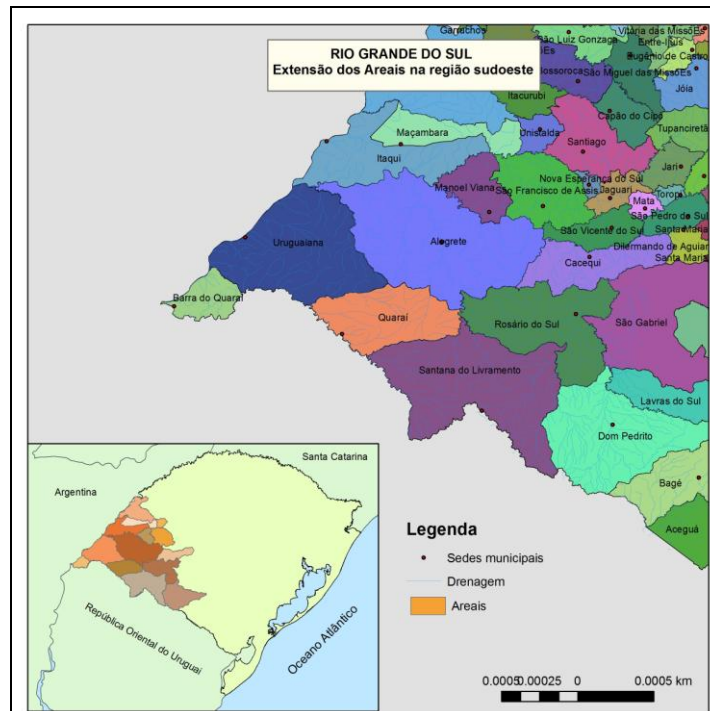 Garruchos
São Luiz Gonzaga
Vitória das MissõEs
Entre-Ijuís
Eugênio de Castro
RIO GRANDE DO SUL
Extensão dos Areais na região sudoeste
Bossoroca
São Miguel das MissõEs
Jóia
Itacurubi
Capão do Cipó
Maçambara
Unistalda
Santiago
Tupanciretã
Itaqui
Jari
Manoel Viana
Nova Esperança do Sul
São Francisco de Assis
Jaguari
Toropi
Mata
São Pedro do Sul
Uruguaiana
Alegrete
São Vicente do Sul
Santa Maria
Dilermando de Aguiar
Cacequi
Santa Maria
Barra do Quaraí
Quaraí
Rosário do Sul
São Gabriel
Santana do Livramento
Lavras do Sul
Dom Pedrito
Bagé
Aceguá
Santa Catarina
Argentina
República Oriental do Uruguai
Oceano Atlântico
Legenda
Sedes municipais
Drenagem
Areais
0.0005 0.00025 0 0.0005 km